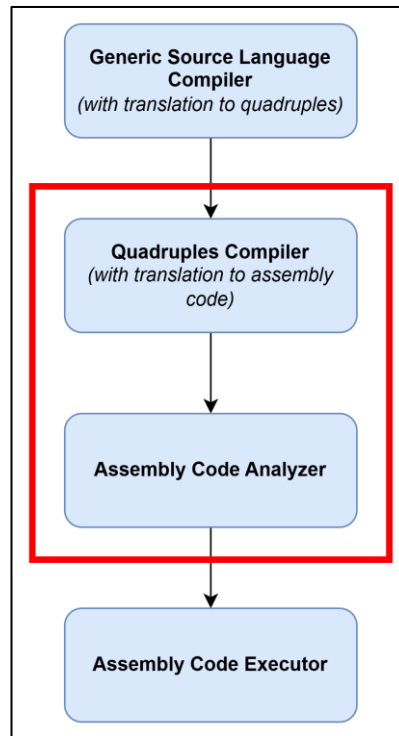 Generic Source Language
Compiler
(with translation to quadruples)
Quadruples Compiler
(with translation to assembly
code)
Assembly Code Analyzer
Assembly Code Executor